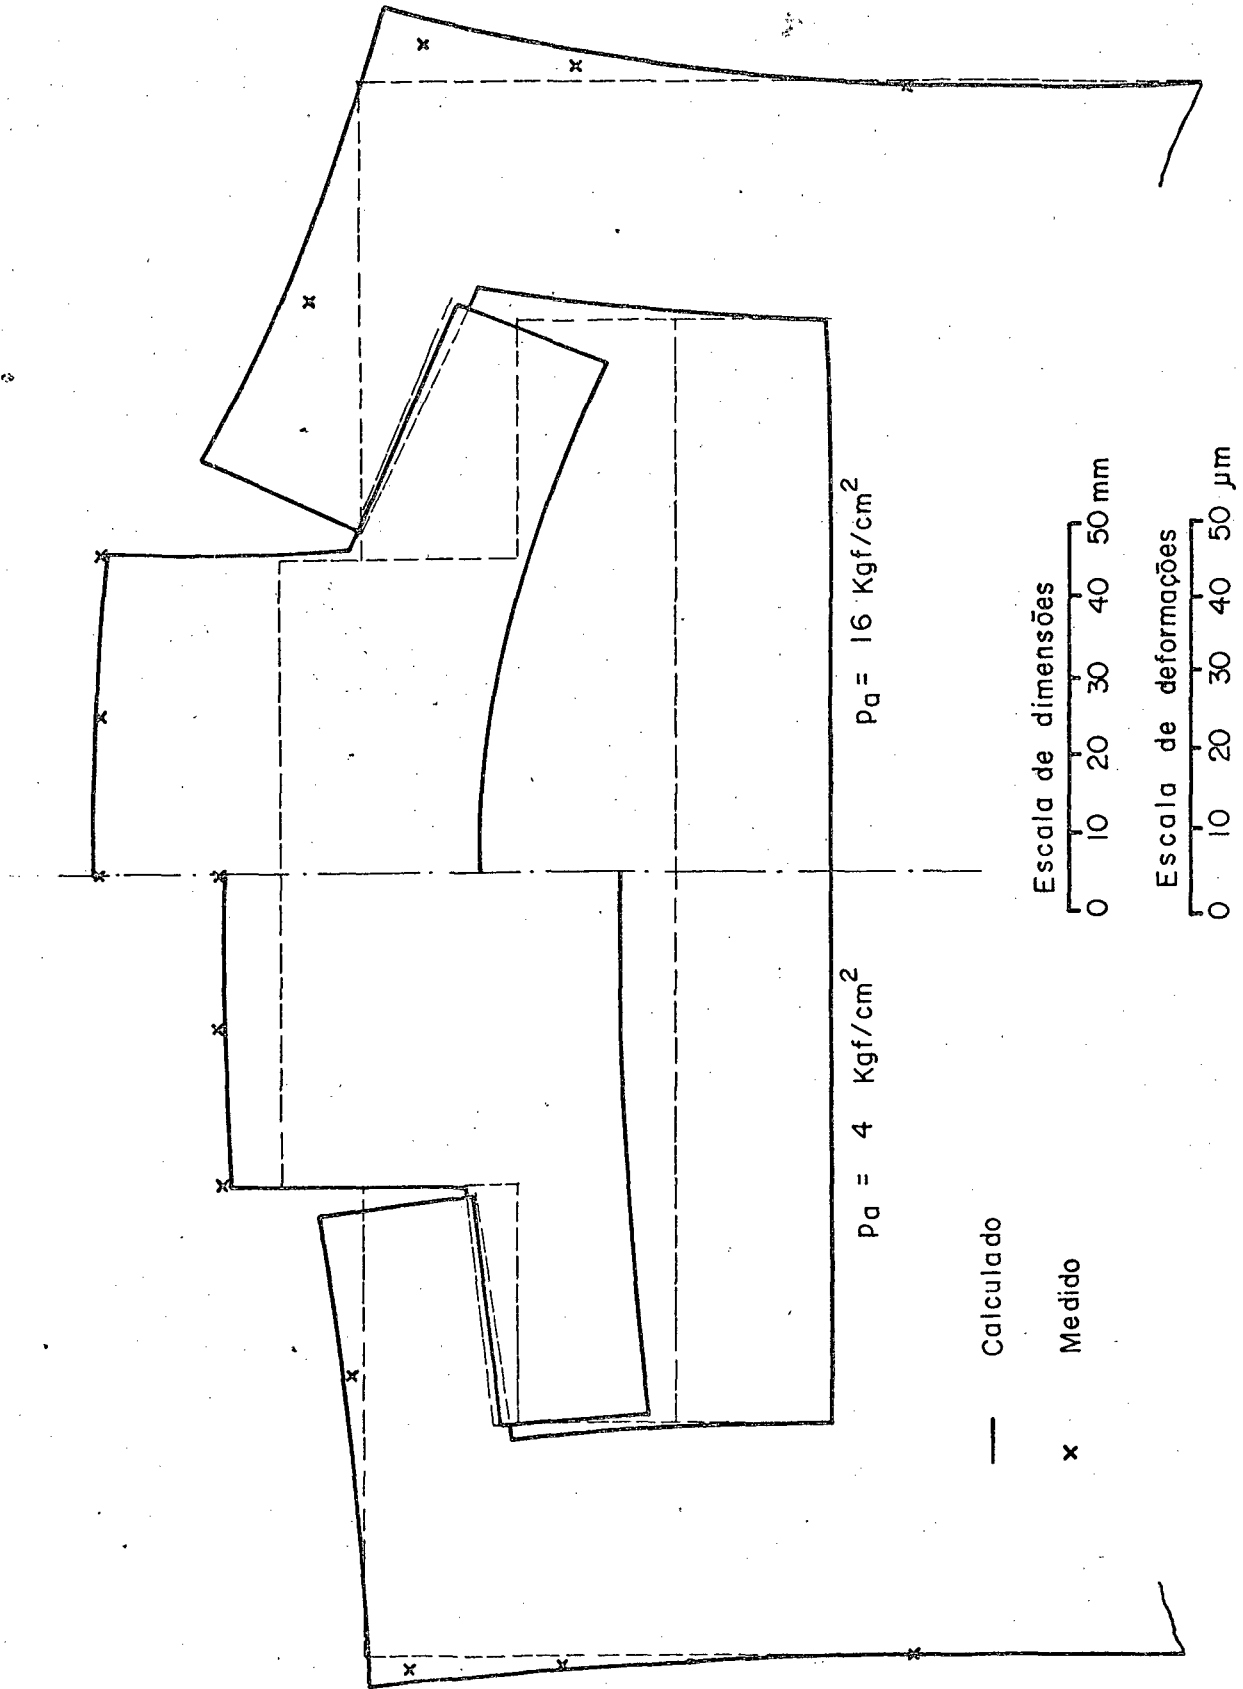 pa = 4 Kgf/cm²
pa = 16 Kgf/cm²
— Calculado
x Medido
Escala de dimensões
0 10 20 30 40 50 mm
Escala de deformações
0 10 20 30 40 50 µm